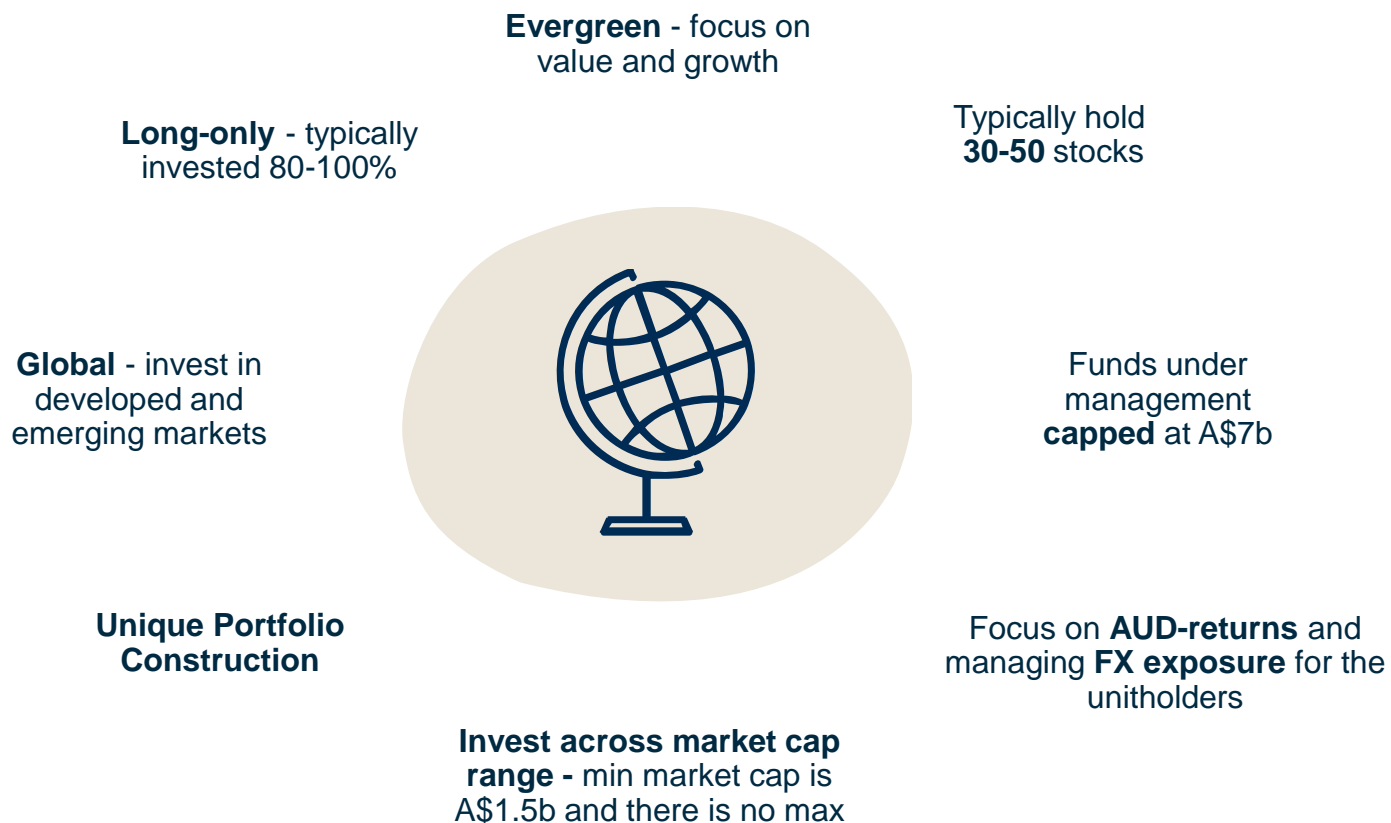 Evergreen - focus on
value and growth
Long-only - typically
invested 80-100%
Typically hold
30-50 stocks
Global - invest in
developed and
emerging markets
Funds under
management
capped at A$7b
Unique Portfolio
Construction
Focus on AUD-returns and
managing FX exposure for the
unitholders
Invest across market cap
range - min market cap is
A$1.5b and there is no max